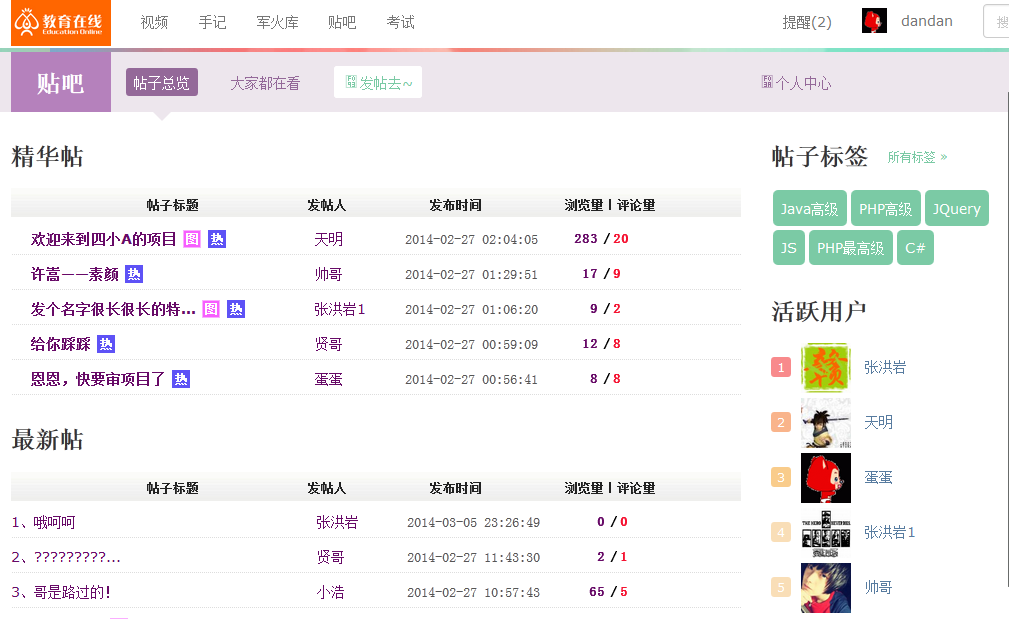 教育在线
Education Online
视频 手记 军火库 贴吧 考试 提醒(2) dandan 搜
贴吧 帖子总览 大家都在看 发帖去~ 个人中心
精华帖
帖子标题 发帖人 发布时间 浏览量 | 评论量
欢迎来到四小A的项目 图 热 天明 2014-02-27 02:04:05 283 / 20
许嵩——素颜 热 帅哥 2014-02-27 01:29:51 17 / 9
发个名字很长很长的特... 图 热 张洪岩1 2014-02-27 01:06:20 9 / 2
给你踩踩 热 贤哥 2014-02-27 00:59:09 12 / 8
恩恩，快要审项目了 热 蛋蛋 2014-02-27 00:56:41 8 / 8
最新帖
帖子标题 发帖人 发布时间 浏览量 | 评论量
1、哦呵呵 张洪岩 2014-03-05 23:26:49 0 / 0
2、?????????... 贤哥 2014-02-27 11:43:30 2 / 1
3、哥是路过的! 小浩 2014-02-27 10:57:43 65 / 5
帖子标签 所有标签 »
Java高级 PHP高级 JQuery
JS PHP最高级 C#
活跃用户
1 张洪岩
2 天明
3 蛋蛋
4 张洪岩1
5 帅哥